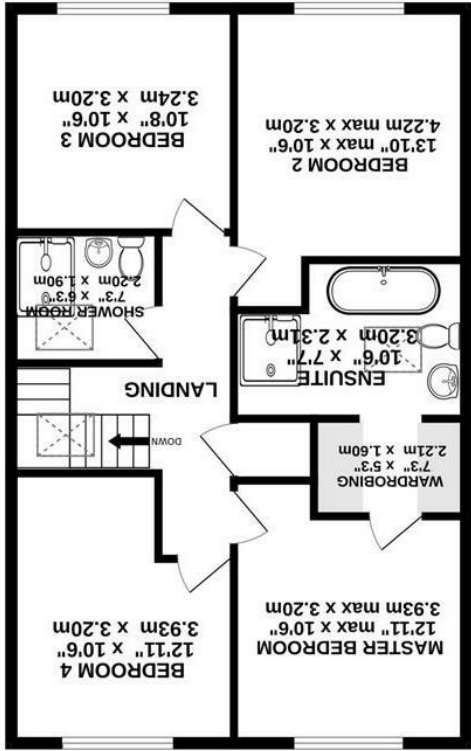 MASTER BEDROOM
12'11" max x 10'6"
3.93m max x 3.20m
BEDROOM 4
12'11" x 10'6"
3.93m x 3.20m
WARDROBING
7'3" x 5'3"
2.21m x 1.60m
DOWN
LANDING
ENSUITE
10'6" x 7'7"
3.20m x 2.31m
SHOWER ROOM
7'3" x 6'3"
2.20m x 1.90m
BEDROOM 2
13'10" max x 10'6"
4.22m max x 3.20m
BEDROOM 3
10'8" x 10'6"
3.24m x 3.20m